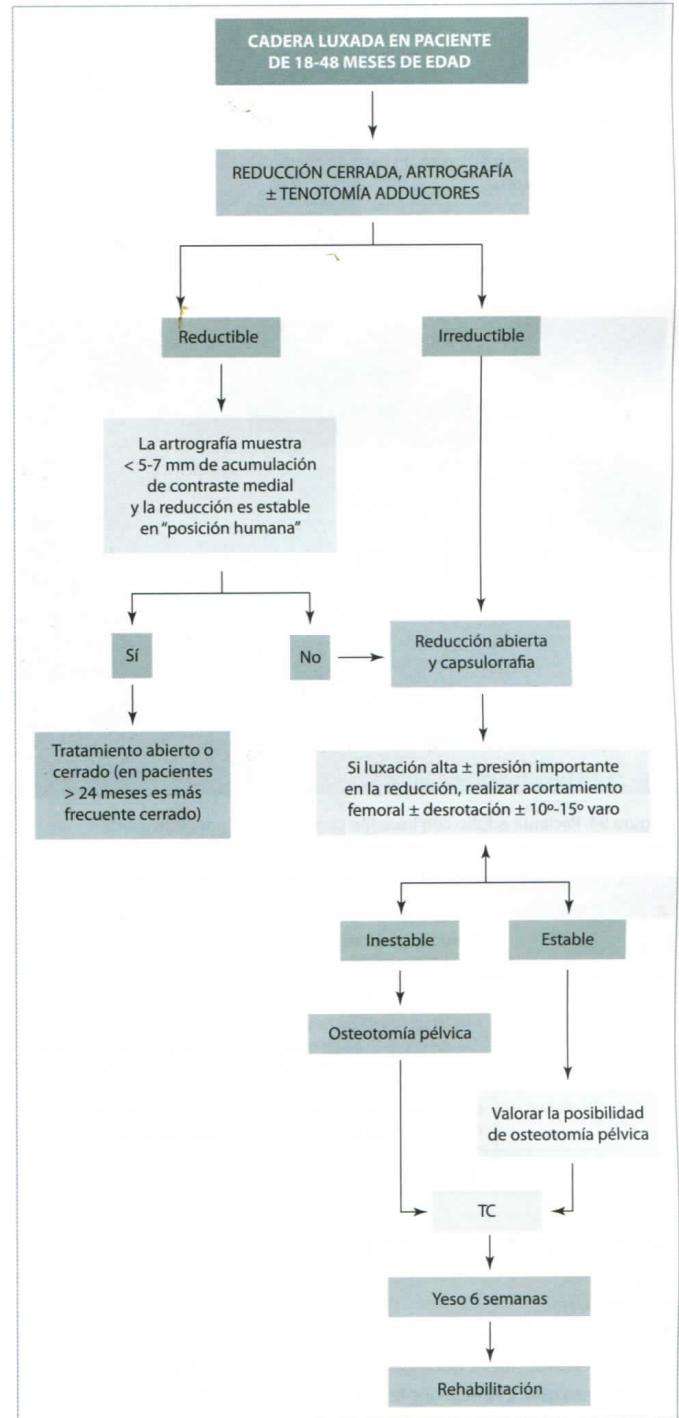 CADERA LUXADA EN PACIENTE
DE 18-48 MESES DE EDAD
REDUCCIÓN CERRADA, ARTROGRAFÍA
± TENOTOMÍA ADDUCTORES
Reductible
Irreductible
La artrografía muestra
< 5-7 mm de acumulación
de contraste medial
y la reducción es estable
en “posición humana”
Sí
No
Reducción abierta
y capsulorrafia
Tratamiento abierto o
cerrado (en pacientes
> 24 meses es más
frecuente cerrado)
Si luxación alta ± presión importante
en la reducción, realizar acortamiento
femoral ± desrotación ± 10º-15º varo
Inestable
Estable
Osteotomía pélvica
Valorar la posibilidad
de osteotomía pélvica
TC
Yeso 6 semanas
Rehabilitación